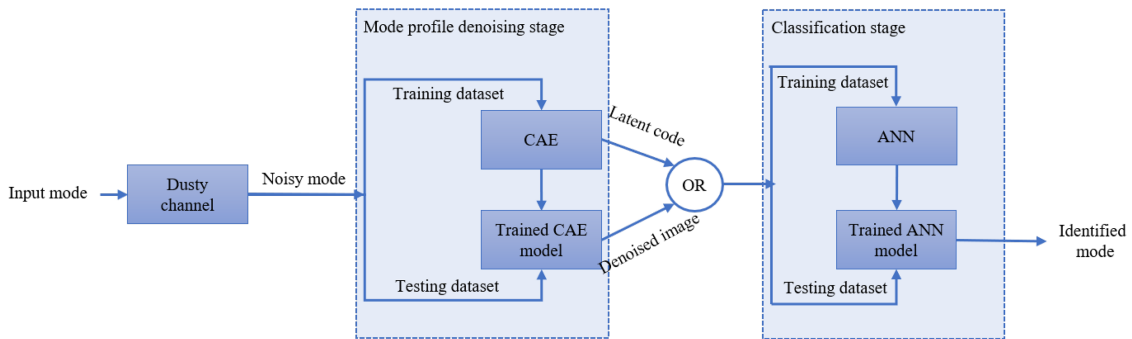 Mode profile denoising stage
Classification stage
Training dataset
Training dataset
CAE
Latent code
ANN
Input mode
Dusty
channel
Noisy mode
OR
Trained CAE
model
Denoised image
Trained ANN
model
Identified
mode
Testing dataset
Testing dataset